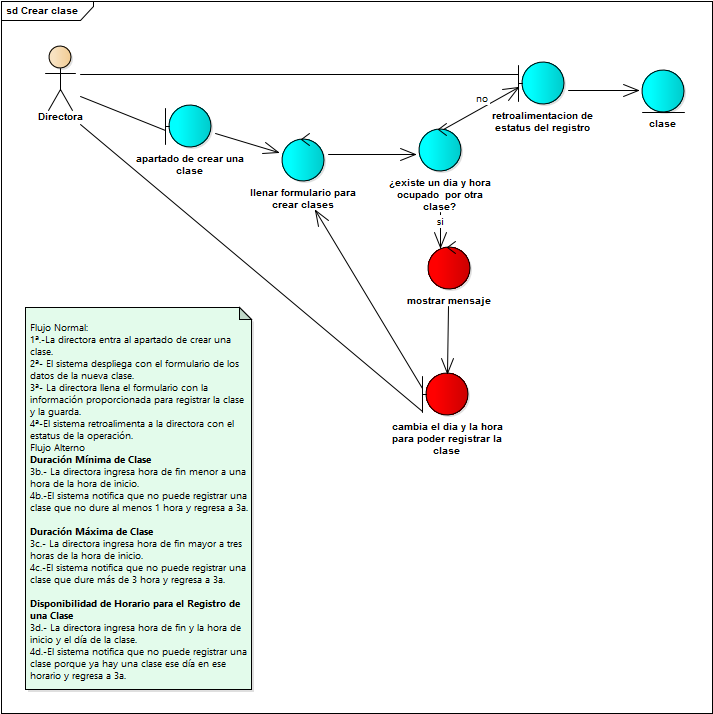 sd Crear clase
Directora
apartado de crear una
clase
llenar formulario para
crear clases
¿existe un dia y hora
ocupado por otra
clase?
no
retroalimentacion de
estatus del registro
clase
si
mostrar mensaje
cambia el dia y la hora
para poder registrar la
clase
Flujo Normal:
1ª.-La directora entra al apartado de crear una
clase.
2ª- El sistema despliega con el formulario de los
datos de la nueva clase.
3ª- La directora llena el formulario con la
información proporcionada para registrar la clase
y la guarda.
4ª-El sistema retroalimenta a la directora con el
estatus de la operación.
Flujo Alterno
Duración Mínima de Clase
3b.- La directora ingresa hora de fin menor a una
hora de la hora de inicio.
4b.-El sistema notifica que no puede registrar una
clase que no dure al menos 1 hora y regresa a 3a.
Duración Máxima de Clase
3c.- La directora ingresa hora de fin mayor a tres
horas de la hora de inicio.
4c.-El sistema notifica que no puede registrar una
clase que dure más de 3 hora y regresa a 3a.
Disponibilidad de Horario para el Registro de
una Clase
3d.- La directora ingresa hora de fin y la hora de
inicio y el día de la clase.
4d.-El sistema notifica que no puede registrar una
clase porque ya hay una clase ese día en ese
horario y regresa a 3a.